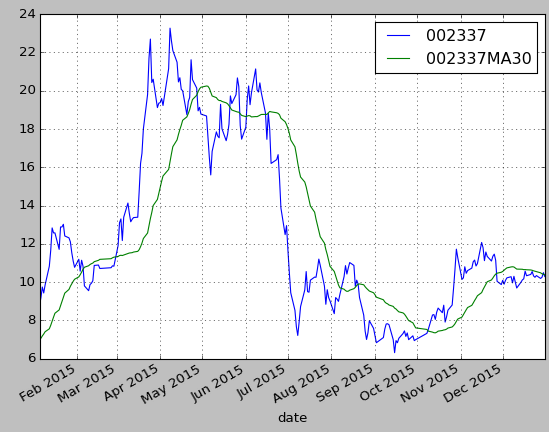 24
22
20
18
16
14
12
10
8
6
002337
002337MA30
Feb 2015
Mar 2015
Apr 2015
May 2015
Jun 2015
Jul 2015
Aug 2015
Sep 2015
Oct 2015
Nov 2015
Dec 2015
date